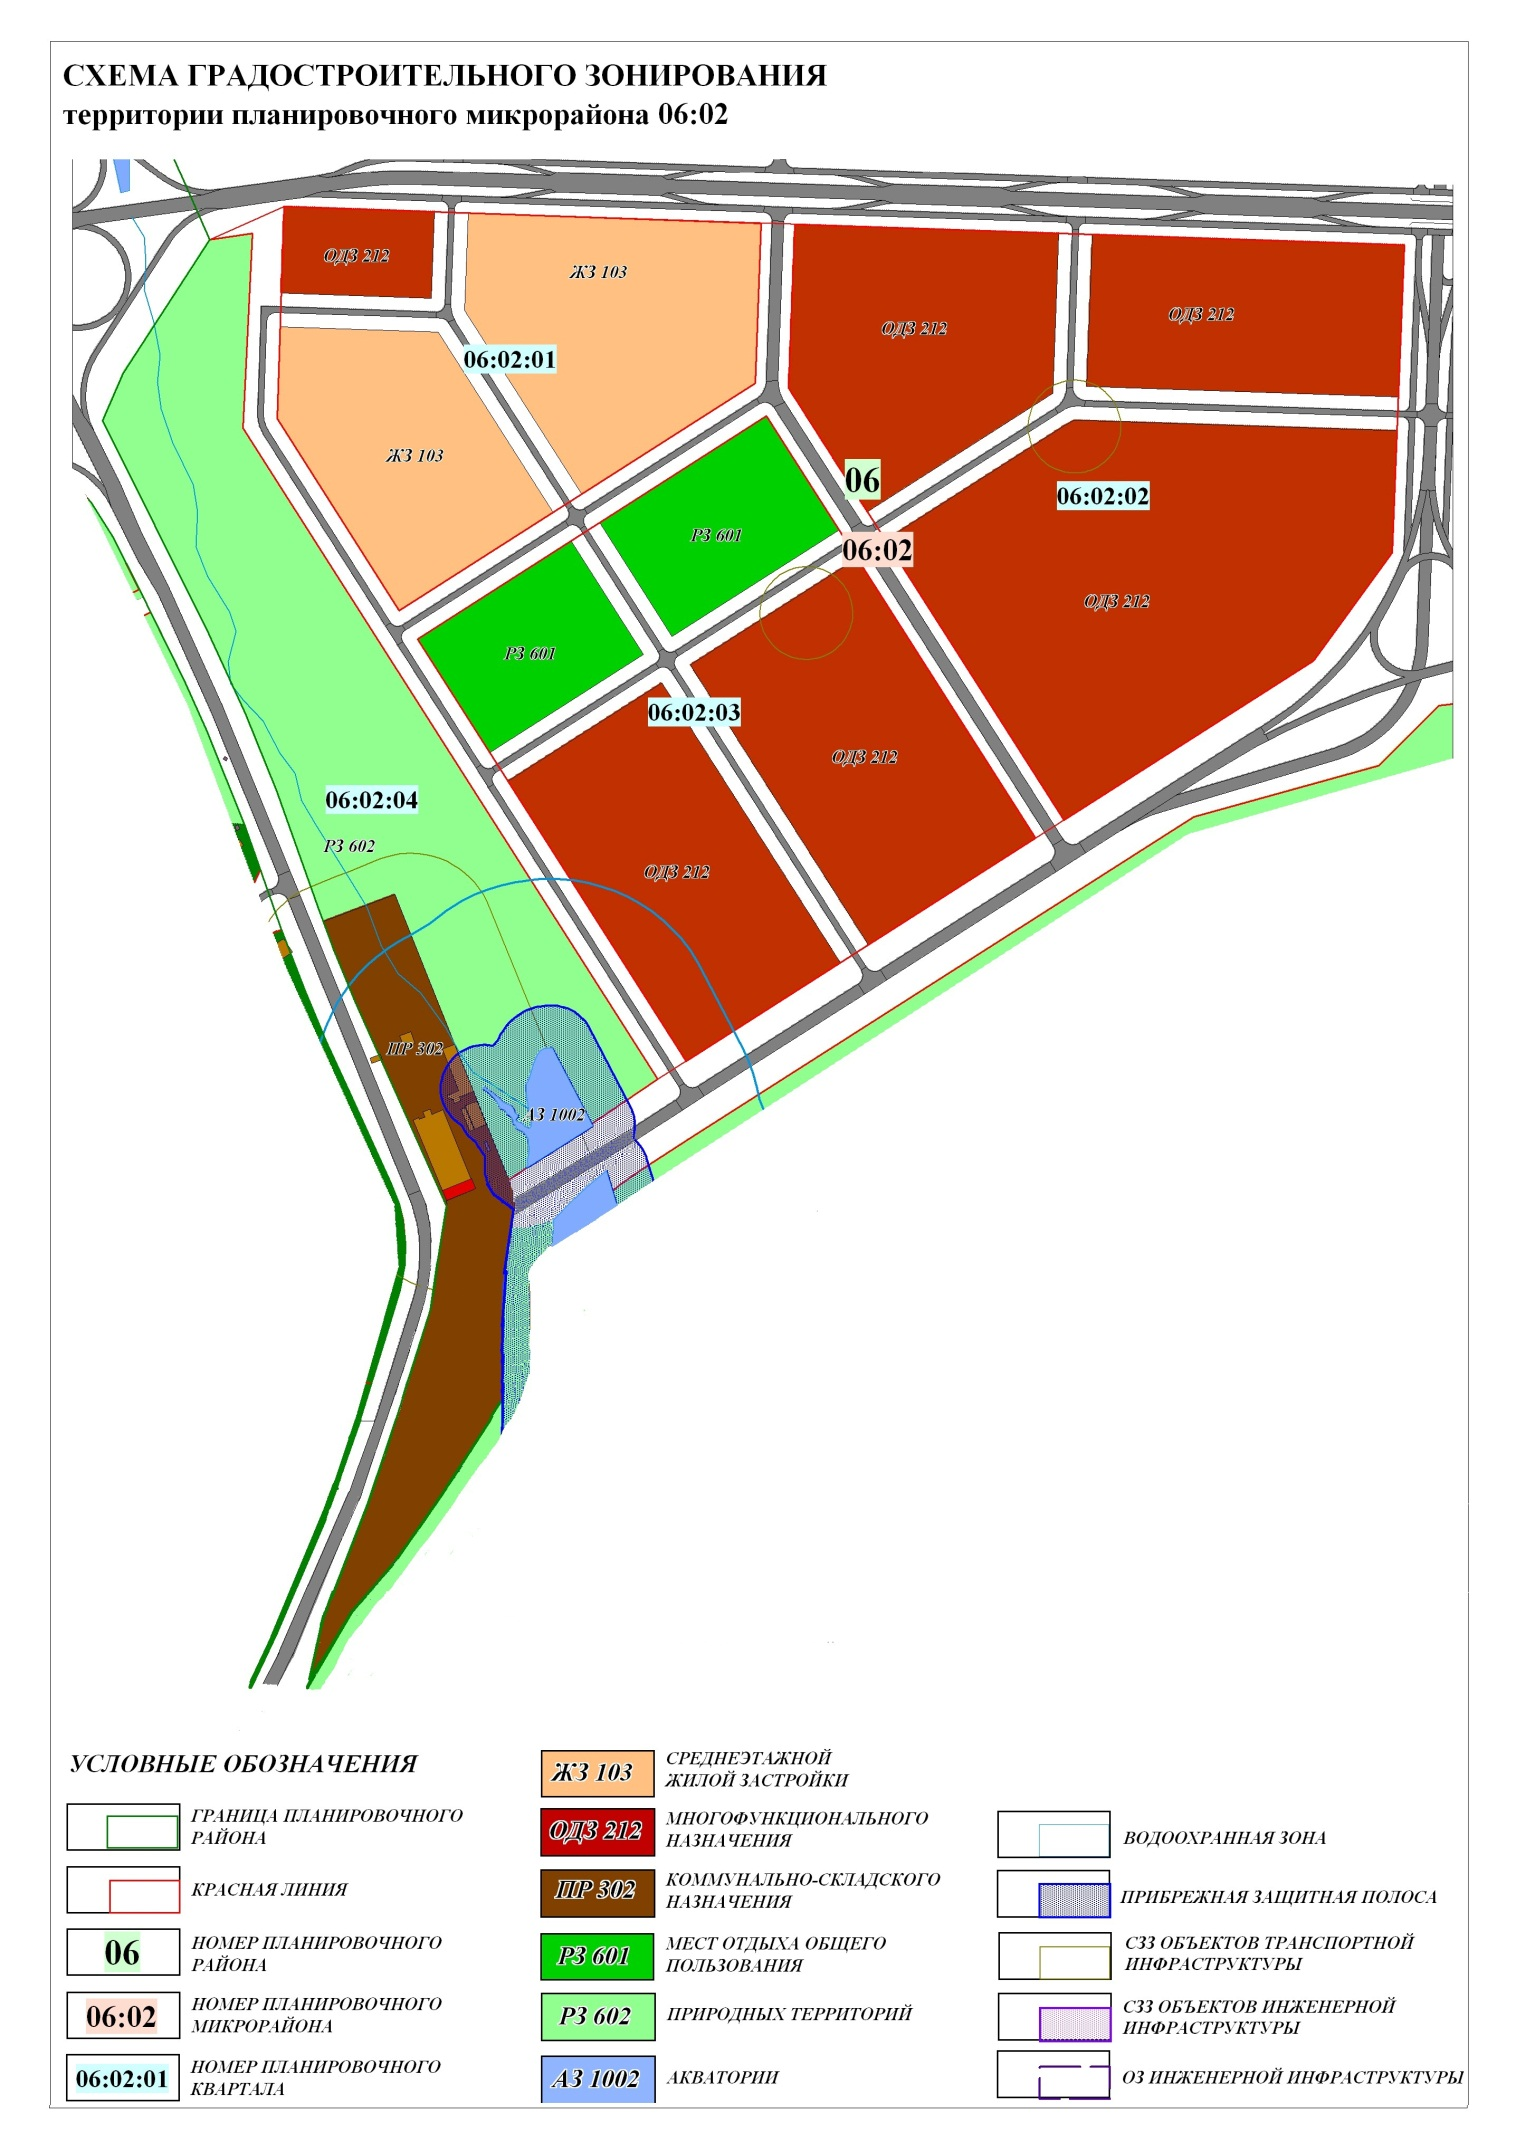 СХЕМА ГРАДОСТРОИТЕЛЬНОГО ЗОНИРОВАНИЯ
территории планировочного микрорайона 06:02
ОДЗ 212
ЖЗ 103
ОДЗ 212
ОДЗ 212
06:02:01
ЖЗ 103
06
06:02:02
РЗ 601
06:02
ОДЗ 212
РЗ 601
06:02:03
ОДЗ 212
06:02:04
РЗ 602
ОДЗ 212
ПР 302
АЗ 1002
УСЛОВНЫЕ ОБОЗНАЧЕНИЯ
ГРАНИЦА ПЛАНИРОВОЧНОГО
РАЙОНА
КРАСНАЯ ЛИНИЯ
06
НОМЕР ПЛАНИРОВОЧНОГО
РАЙОНА
06:02
НОМЕР ПЛАНИРОВОЧНОГО
МИКРОРАЙОНА
06:02:01
НОМЕР ПЛАНИРОВОЧНОГО
КВАРТАЛА
ЖЗ 103
СРЕДНЕЭТАЖНОЙ
ЖИЛОЙ ЗАСТРОЙКИ
ОДЗ 212
МНОГОФУНКЦИОНАЛЬНОГО
НАЗНАЧЕНИЯ
ПР 302
КОММУНАЛЬНО-СКЛАДСКОГО
НАЗНАЧЕНИЯ
РЗ 601
МЕСТ ОТДЫХА ОБЩЕГО
ПОЛЬЗОВАНИЯ
РЗ 602
ПРИРОДНЫХ ТЕРРИТОРИЙ
АЗ 1002
АКВАТОРИИ
ВОДООХРАННАЯ ЗОНА
ПРИБРЕЖНАЯ ЗАЩИТНАЯ ПОЛОСА
СЗЗ ОБЪЕКТОВ ТРАНСПОРТНОЙ
ИНФРАСТРУКТУРЫ
СЗЗ ОБЪЕКТОВ ИНЖЕНЕРНОЙ
ИНФРАСТРУКТУРЫ
ОЗ ИНЖЕНЕРНОЙ ИНФРАСТРУКТУРЫ